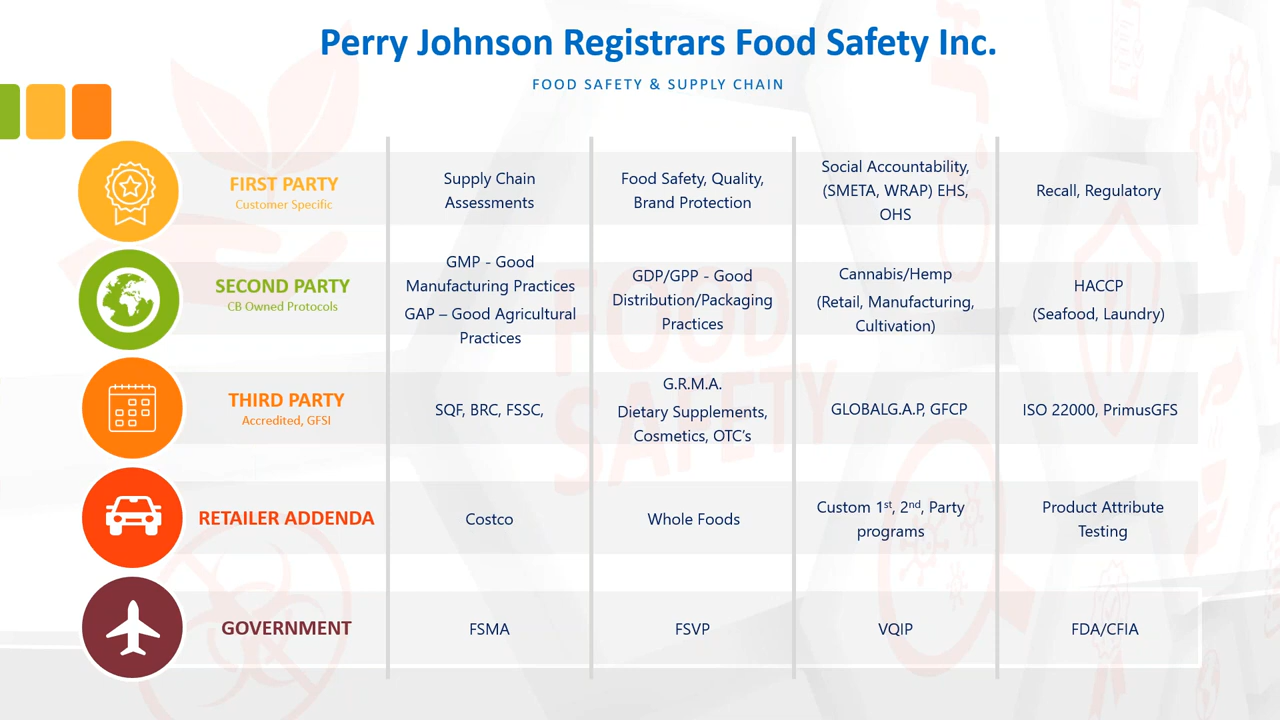 Perry Johnson Registrars Food Safety Inc.
FOOD SAFETY & SUPPLY CHAIN
FIRST PARTY
Customer Specific
Supply Chain
Assessments
Food Safety, Quality,
Brand Protection
Social Accountability,
(SMETA, WRAP) EHS,
OHS
Recall, Regulatory
SECOND PARTY
CB Owned Protocols
GMP - Good
Manufacturing Practices
GAP – Good Agricultural
Practices
GDP/GPP - Good
Distribution/Packaging
Practices
Cannabis/Hemp
(Retail, Manufacturing,
Cultivation)
HACCP
(Seafood, Laundry)
THIRD PARTY
Accredited, GFSI
SQF, BRC, FSSC,
G.R.M.A.
Dietary Supplements,
Cosmetics, OTC’s
GLOBALG.A.P, GFCP
ISO 22000, PrimusGFS
RETAILER ADDENDA
Costco
Whole Foods
Custom 1st, 2nd, Party
programs
Product Attribute
Testing
GOVERNMENT
FSMA
FSVP
VQIP
FDA/CFIA
FOOD
SAFETY